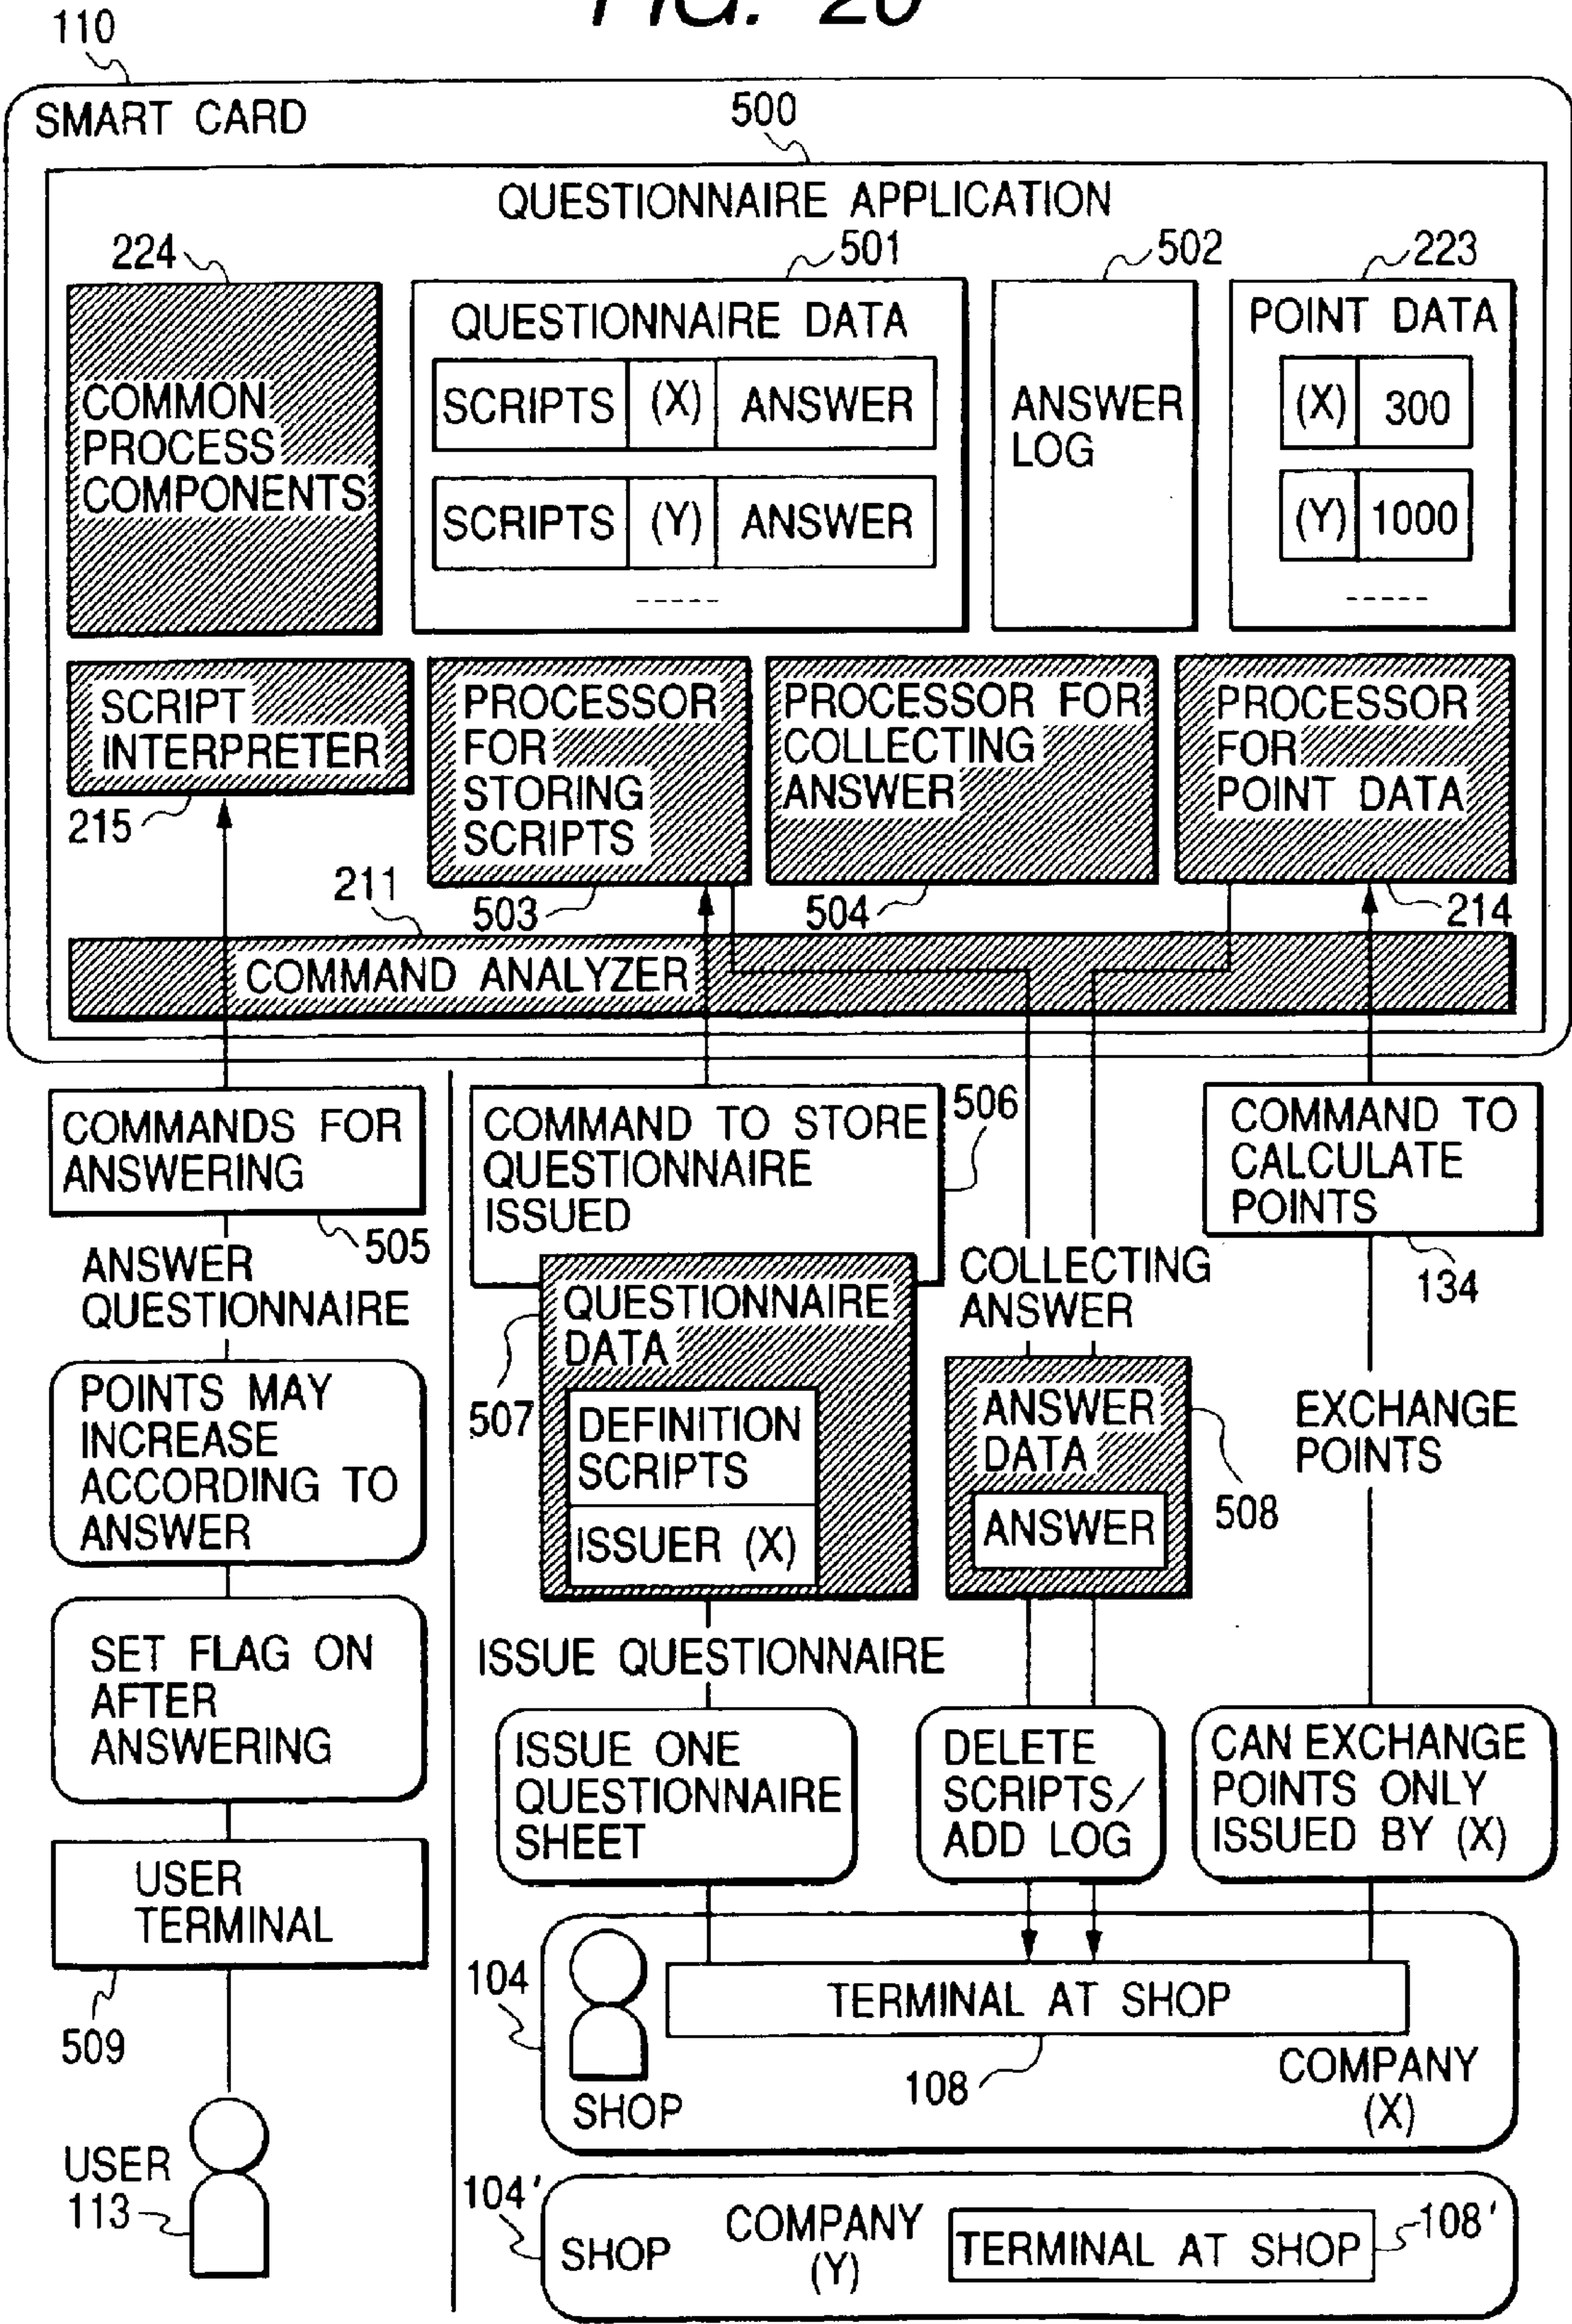 FIG. 20
110
SMART CARD
500
QUESTIONNAIRE APPLICATION
224
501
502
223
COMMON
PROCESS
COMPONENTS
QUESTIONNAIRE DATA
SCRIPTS (X) ANSWER
SCRIPTS (Y) ANSWER
-----
ANSWER
LOG
POINT DATA
(X) 300
(Y) 1000
-----
SCRIPT
INTERPRETER
215
PROCESSOR
FOR
STORING
SCRIPTS
503
PROCESSOR FOR
COLLECTING
ANSWER
504
PROCESSOR
FOR
POINT DATA
214
211
COMMAND ANALYZER
COMMANDS FOR
ANSWERING
505
ANSWER
QUESTIONNAIRE
POINTS MAY
INCREASE
ACCORDING TO
ANSWER
SET FLAG ON
AFTER
ANSWERING
USER
TERMINAL
509
USER
113
COMMAND TO STORE
QUESTIONNAIRE
ISSUED
506
QUESTIONNAIRE
DATA
507
DEFINITION
SCRIPTS
ISSUER (X)
ISSUE QUESTIONNAIRE
ISSUE ONE
QUESTIONNAIRE
SHEET
COLLECTING
ANSWER
ANSWER
DATA
ANSWER
508
DELETE
SCRIPTS/
ADD LOG
COMMAND TO
CALCULATE
POINTS
134
EXCHANGE
POINTS
CAN EXCHANGE
POINTS ONLY
ISSUED BY (X)
104
TERMINAL AT SHOP
108
SHOP
COMPANY
(X)
104'
SHOP
COMPANY
(Y)
TERMINAL AT SHOP
108'